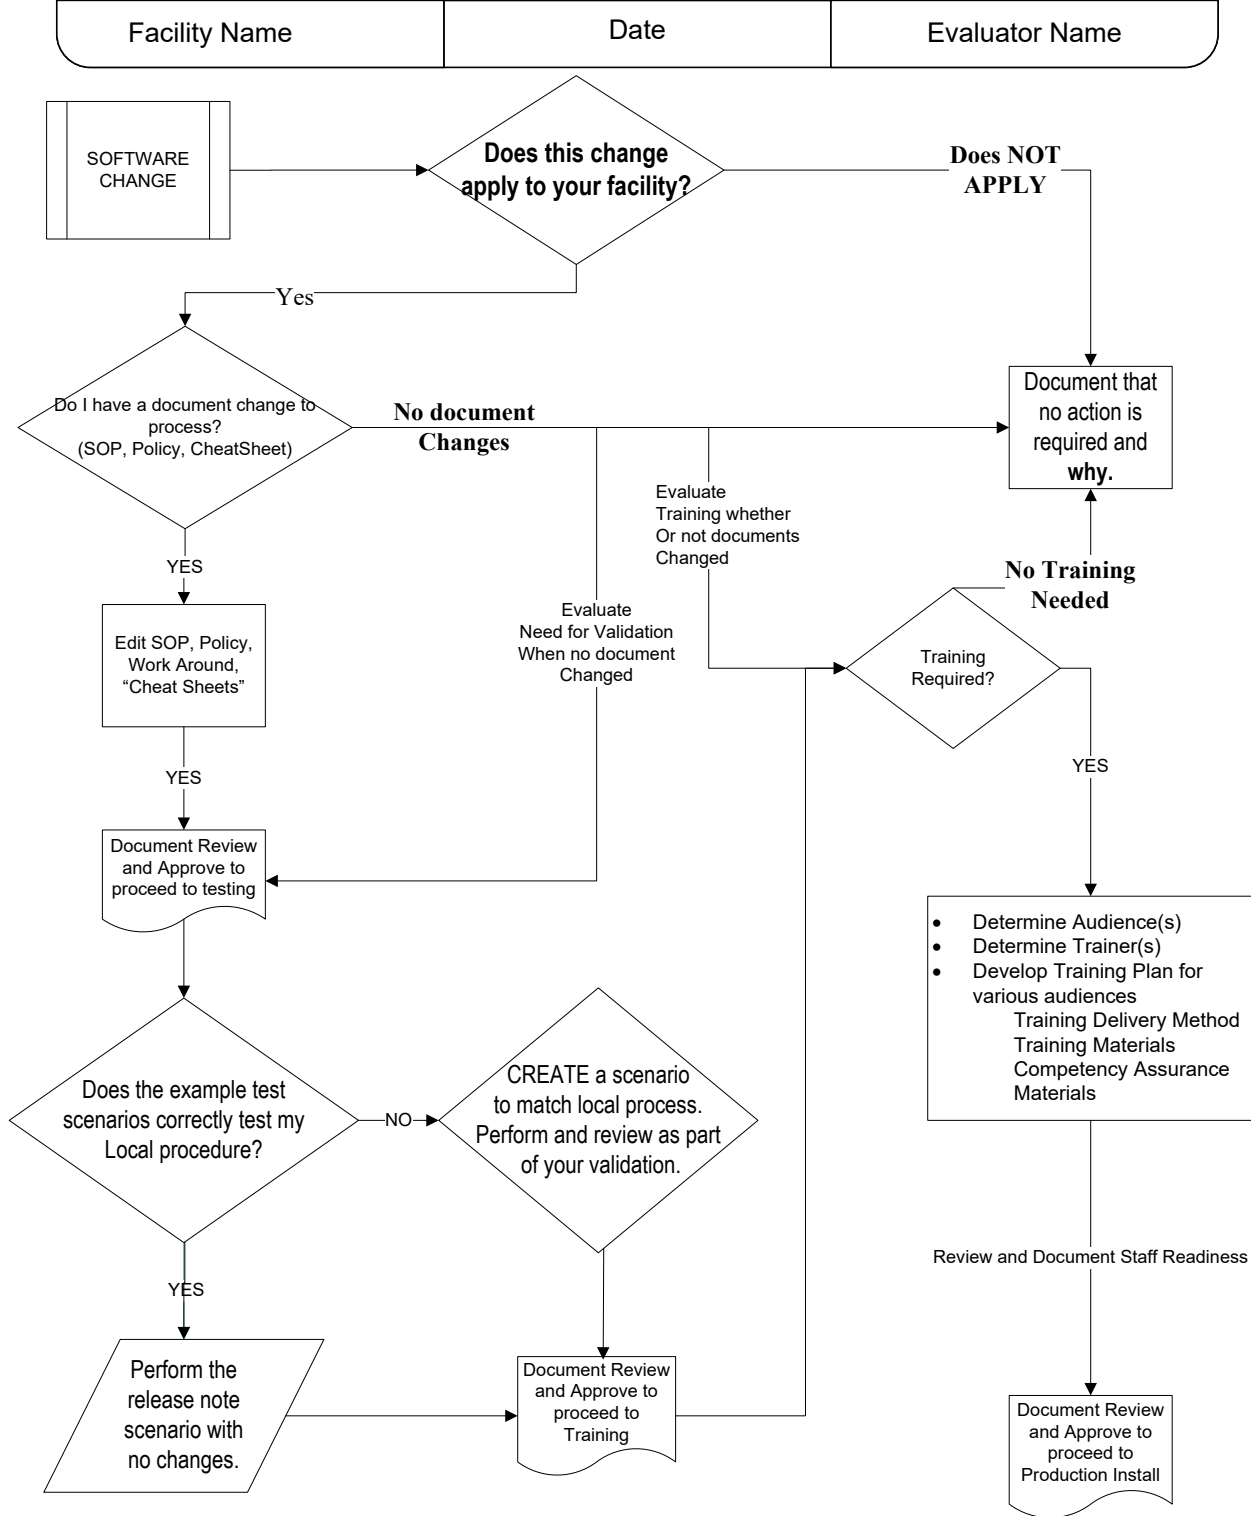 Facility Name
Date
Evaluator Name
SOFTWARE
CHANGE
Does this change
apply to your facility?
Does NOT
APPLY
Yes
Do I have a document change to
process?
(SOP, Policy, CheatSheet)
No document
Changes
Document that
no action is
required and
why.
Evaluate
Training whether
Or not documents
Changed
YES
No Training
Needed
Edit SOP, Policy,
Work Around,
“Cheat Sheets”
Evaluate
Need for Validation
When no document
Changed
Training
Required?
YES
YES
Document Review
and Approve to
proceed to testing
• Determine Audience(s)
• Determine Trainer(s)
• Develop Training Plan for
various audiences
Training Delivery Method
Training Materials
Competency Assurance
Materials
Does the example test
scenarios correctly test my
Local procedure?
NO
CREATE a scenario
to match local process.
Perform and review as part
of your validation.
YES
Review and Document Staff Readiness
Perform the
release note
scenario with
no changes.
Document Review
and Approve to
proceed to
Training
Document Review
and Approve to
proceed to
Production Install